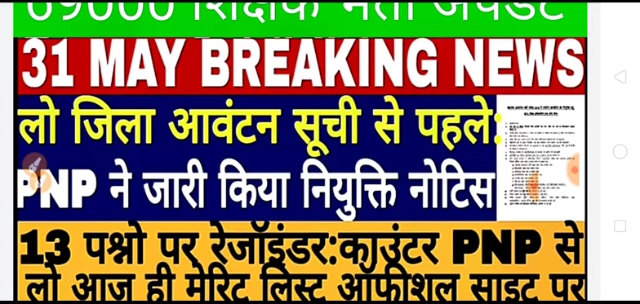 69000 शिक्षक भर्ती अपडेट
31 MAY BREAKING NEWS
लो जिला आवंटन सूची से पहले:
PNP ने जारी किया नियुक्ति नोटिस
13 पश्नो पर रेजॉइंडर:काउंटर PNP से
लो आज ही मेरिट लिस्ट ऑफीशल साइट पर